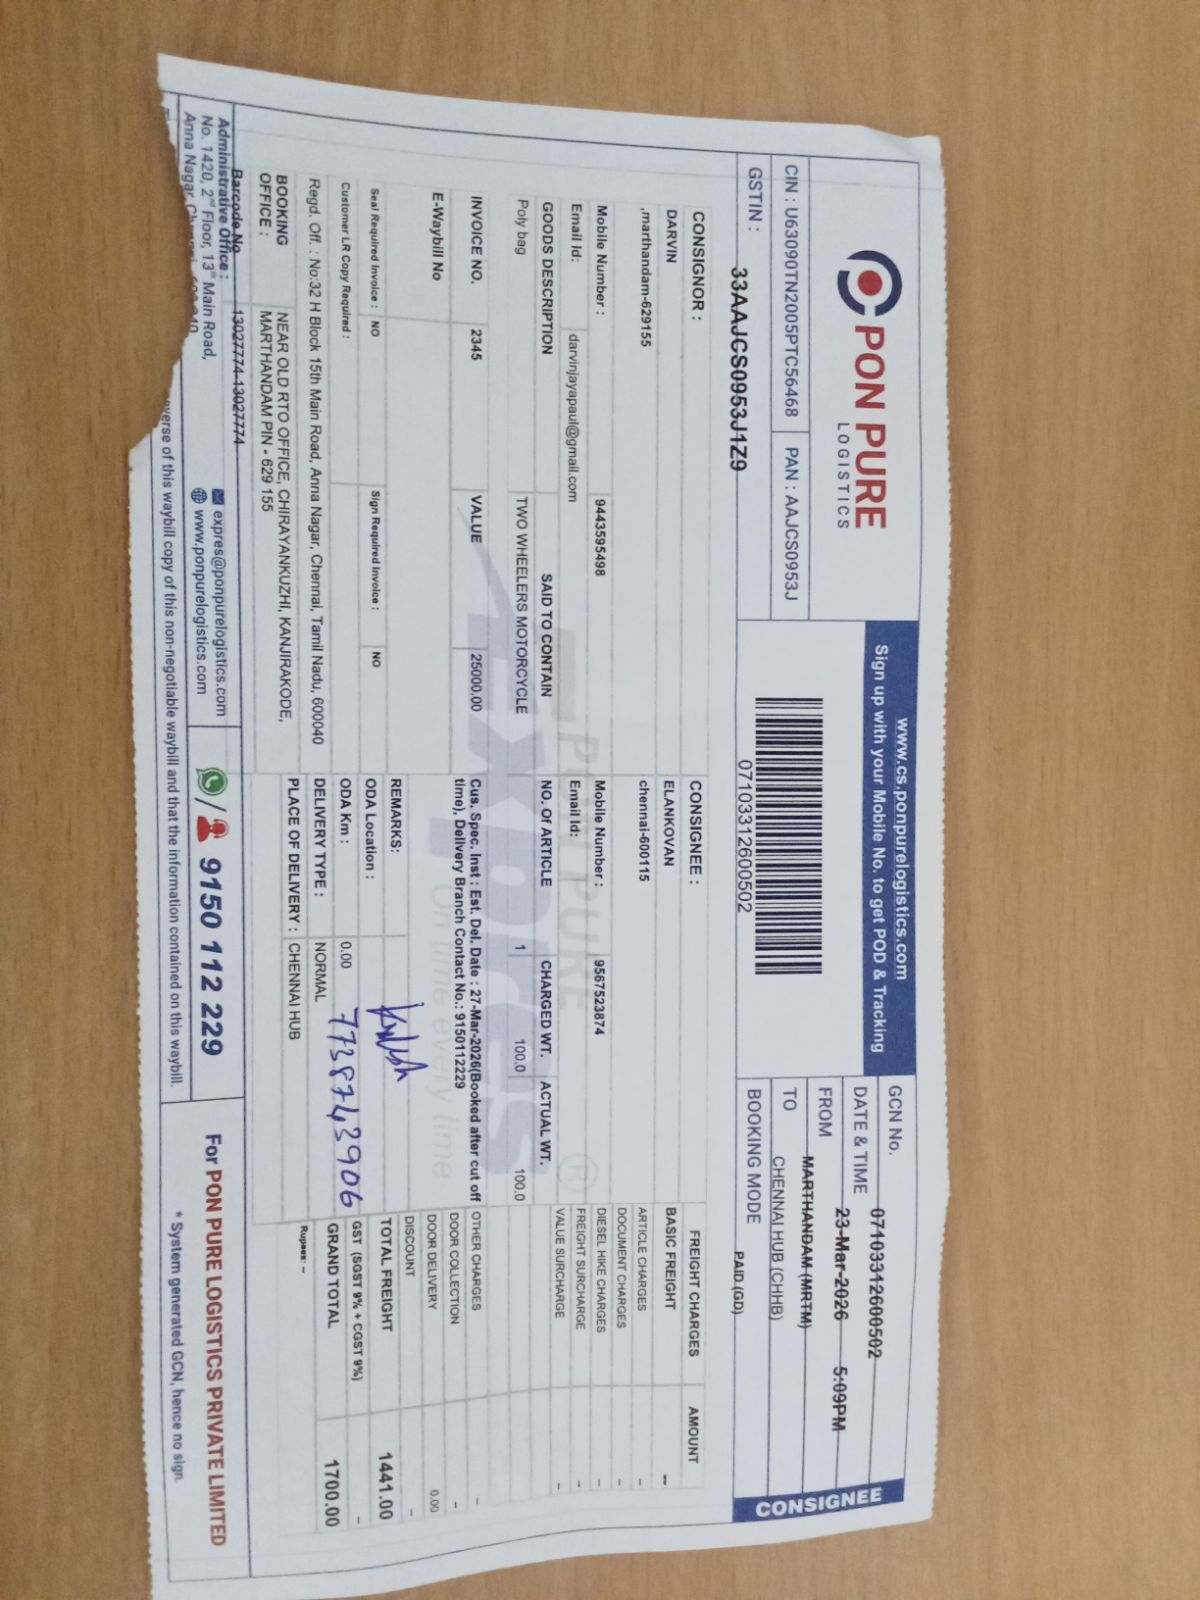 PON PURE
LOGISTICS
CIN : U63090TN2005PTC56468
PAN : AAJCS0953J
GSTIN :
33AAJCS0953J1Z9
www.cs.ponpurelogistics.com
Sign up with your Mobile No. to get POD & Tracking
07103312600502
GCN No. 07103312600502
DATE & TIME 23-Mar-2026 5:09PM
FROM MARTHANDAM (MRTM)
TO CHENNAI HUB (CHHB)
BOOKING MODE PAID (GD)
CONSIGNEE
CONSIGNOR :
DARVIN
,marthandam-629155
Mobile Number : 9443595498
Email Id: darvinjayapaul@gmail.com
CONSIGNEE :
ELANKOVAN
chennai-600115
Mobile Number : 9567523874
Email Id:
GOODS DESCRIPTION SAID TO CONTAIN NO. Of ARTICLE CHARGED WT. ACTUAL WT.
Poly bag TWO WHEELERS MOTORCYCLE 1 100.0 100.0
INVOICE NO. 2345 VALUE 25000.00
Cus. Spec. Inst : Est. Del. Date : 27-Mar-2026(Booked after cut off
time), Delivery Branch Contact No.: 9150112229
E-Waybill No
Seal Required Invoice : NO Sign Required Invoice : NO
Customer LR Copy Required :
Regd. Off. : No:32 H Block 15th Main Road, Anna Nagar, Chennai, Tamil Nadu, 600040
BOOKING OFFICE : NEAR OLD RTO OFFICE, CHIRAYANKUZHI, KANJIRAKODE,
MARTHANDAM PIN - 629 155
REMARKS:
ODA Location :
ODA Km : 0.00
7738743906
DELIVERY TYPE : NORMAL
PLACE OF DELIVERY : CHENNAI HUB
FREIGHT CHARGES AMOUNT
BASIC FREIGHT --
ARTICLE CHARGES -
DOCUMENT CHARGES -
DIESEL HIKE CHARGES -
FREIGHT SURCHARGE -
VALUE SURCHARGE -
OTHER CHARGES -
DOOR COLLECTION -
DOOR DELIVERY 0.00
DISCOUNT -
TOTAL FREIGHT 1441.00
GST (SGST 9% + CGST 9%) -
GRAND TOTAL 1700.00
Rupees: --
PON PURE
EXPRESS
on time every time
Barcode No 13027774-13027774
Administrative Office :
No. 1420, 2nd Floor, 13th Main Road,
Anna Nagar,
expres@ponpurelogistics.com
www.ponpurelogistics.com
/ 9150 112 229
For PON PURE LOGISTICS PRIVATE LIMITED
* System generated GCN, hence no sign.
of this waybill copy of this non-negotiable waybill and that the information contained on this waybill.